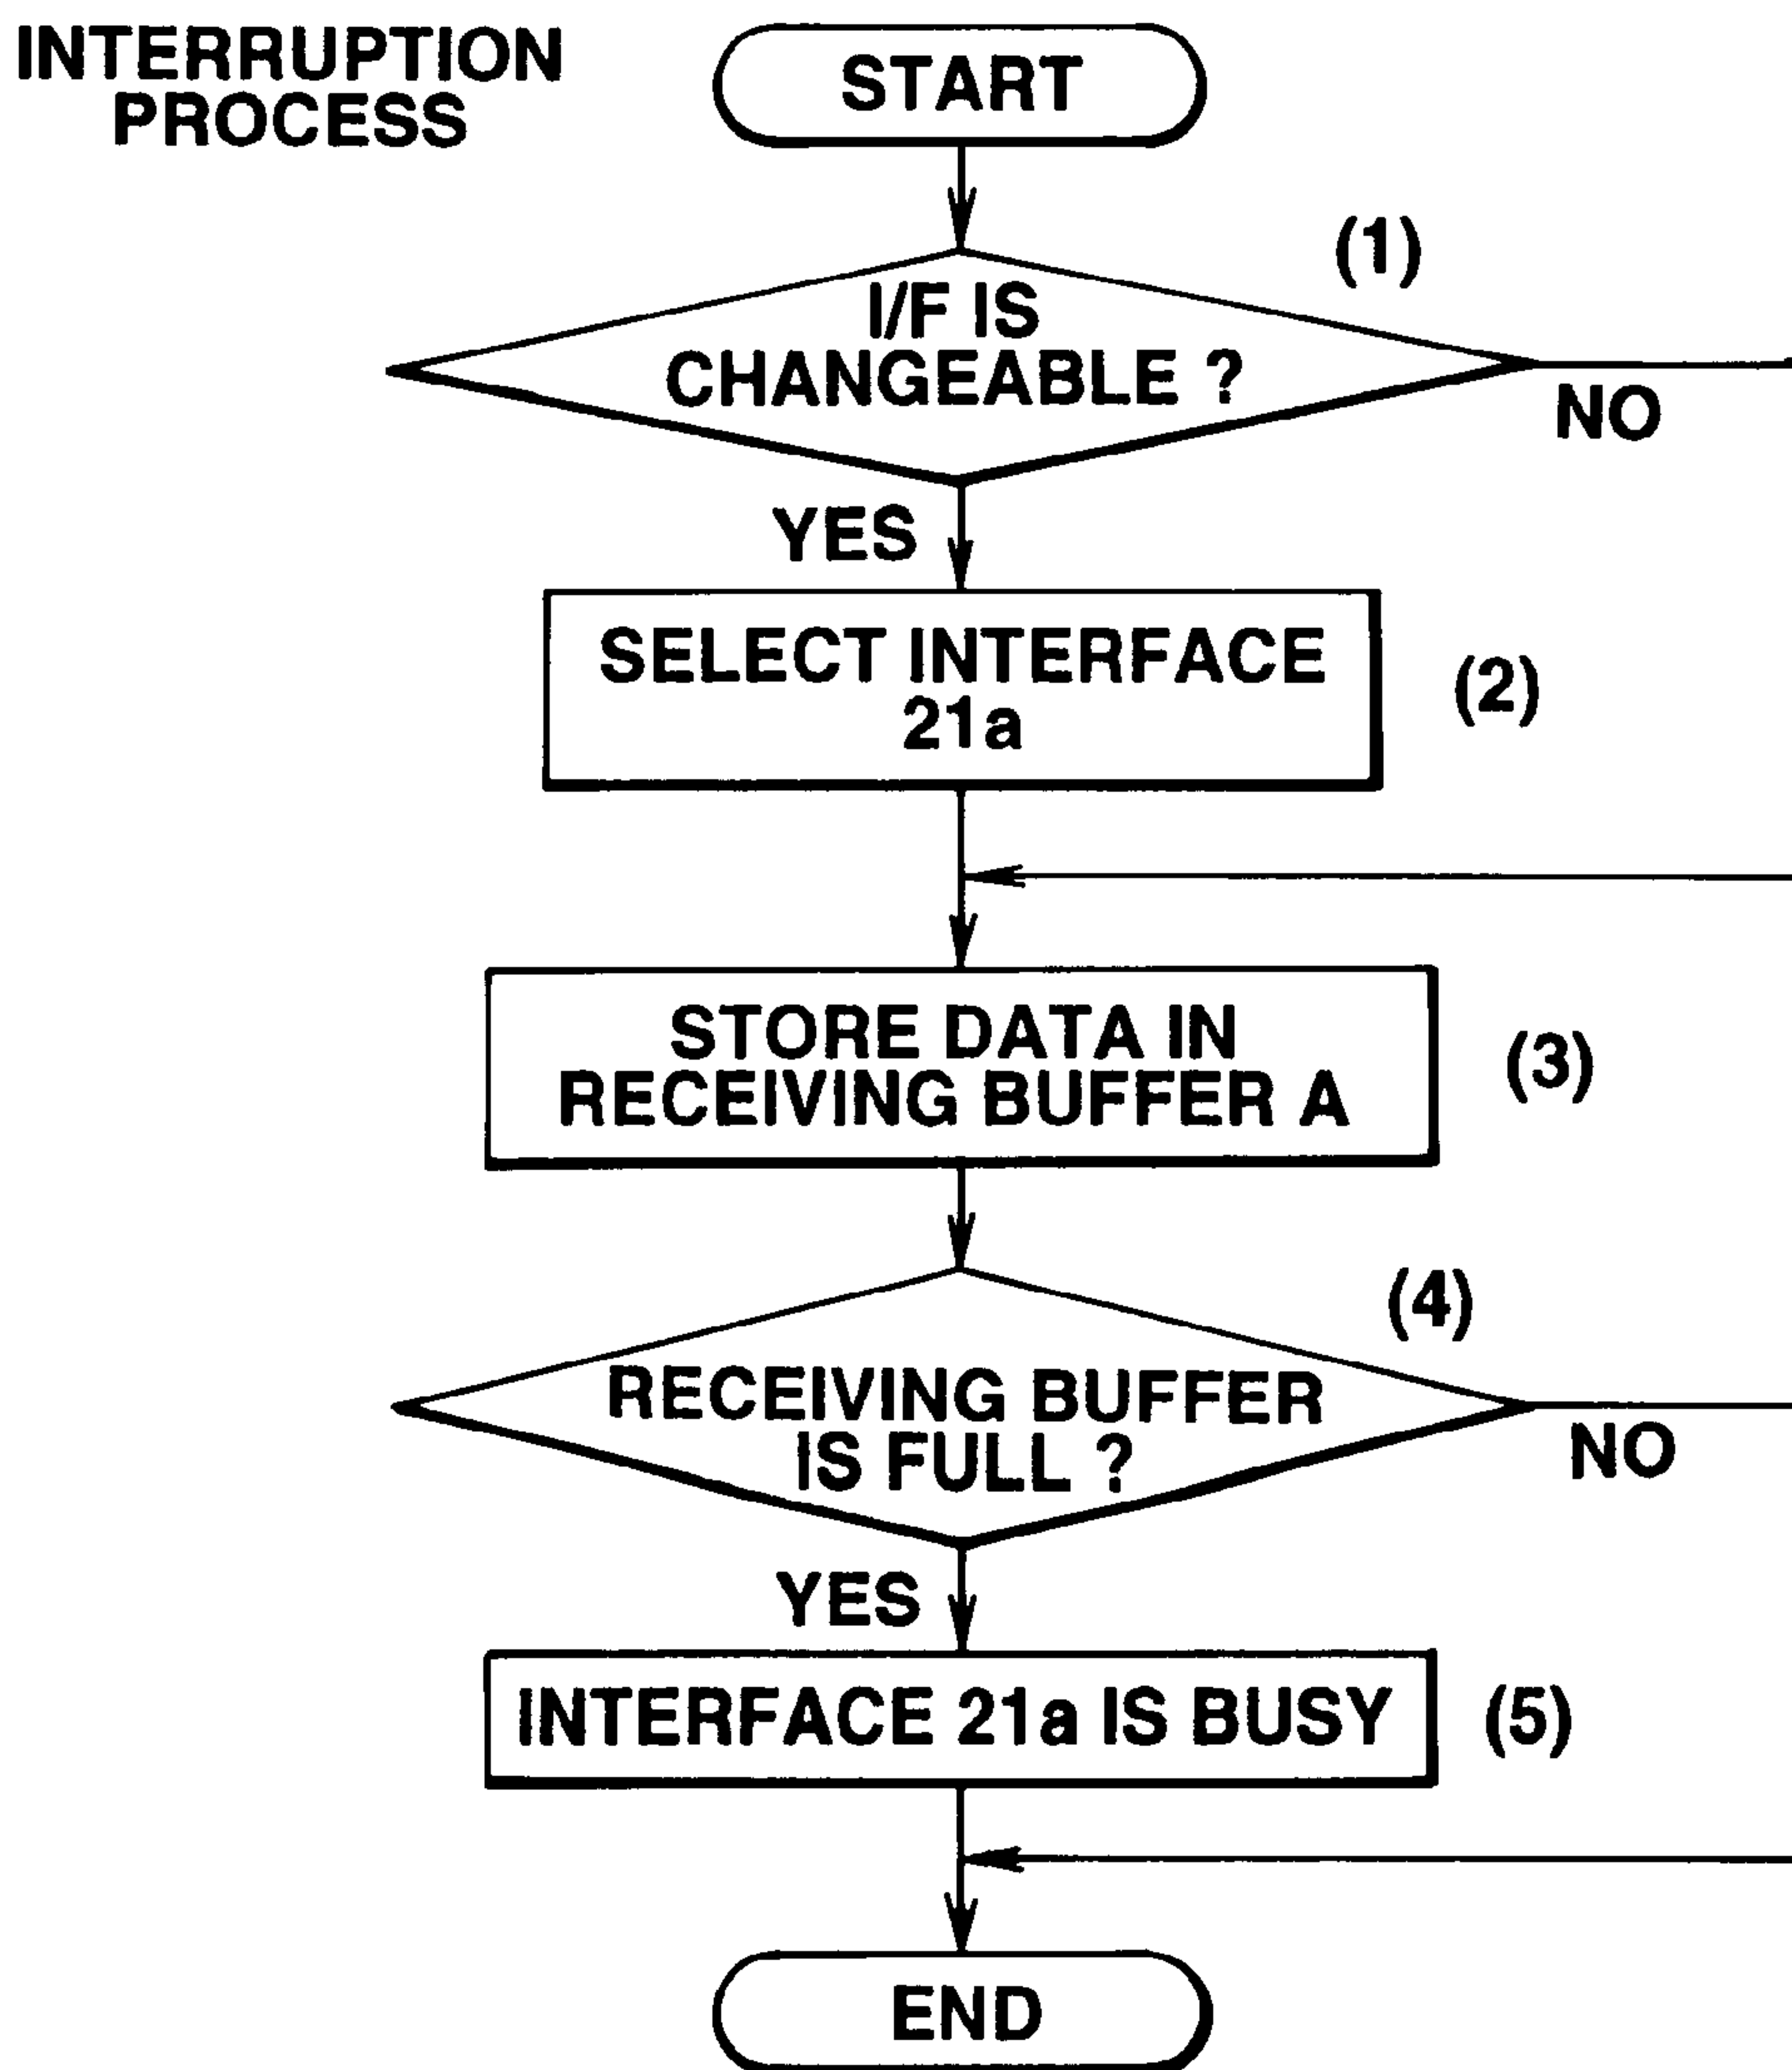 INTERRUPTION
PROCESS
START
(1)
I/F IS
CHANGEABLE ?
NO
YES
SELECT INTERFACE
21a
(2)
STORE DATA IN
RECEIVING BUFFER A
(3)
(4)
RECEIVING BUFFER
IS FULL ?
NO
YES
INTERFACE 21a IS BUSY
(5)
END